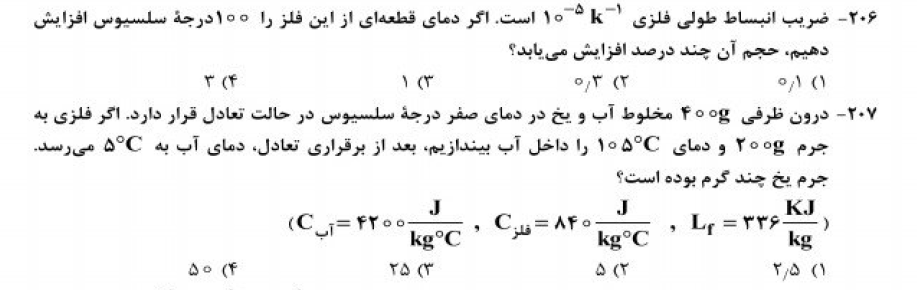 ۲۰۶- ضریب انبساط طولی فلزی ۱۰⁻⁵ k⁻¹ است. اگر دمای قطعه‌ای از این فلز را ۱۰۰درجهٔ سلسیوس افزایش
دهیم، حجم آن چند درصد افزایش می‌یابد؟
۱) ۰/۱ ۲) ۰/۳ ۳) ۱ ۴) ۳
۲۰۷- درون ظرفی ۴۰۰g مخلوط آب و یخ در دمای صفر درجهٔ سلسیوس در حالت تعادل قرار دارد. اگر فلزی به
جرم ۲۰۰g و دمای ۱۰۵°C را داخل آب بیندازیم، بعد از برقراری تعادل، دمای آب به ۵°C می‌رسد.
جرم یخ چند گرم بوده است؟
(C آب = ۴۲۰۰ J/kg°C , C فلز = ۸۴۰ J/kg°C , L_f = ۳۳۶ KJ/kg)
۱) ۲/۵ ۲) ۵ ۳) ۲۵ ۴) ۵۰